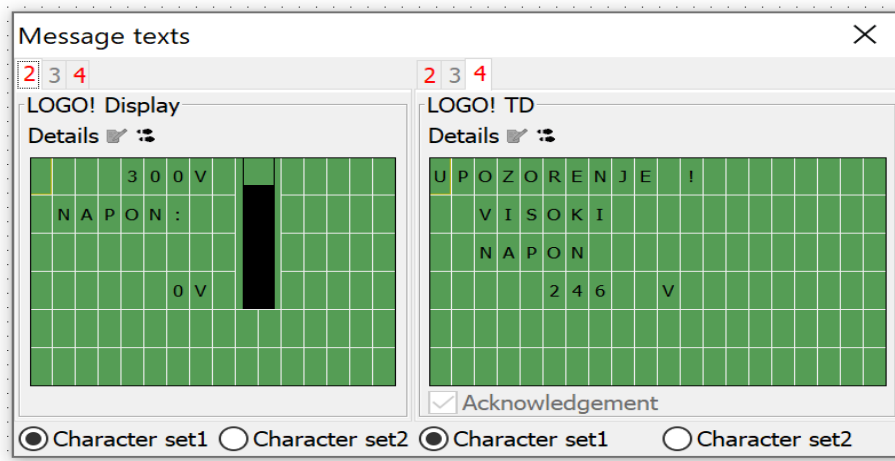 Message texts
2 3 4
LOGO! Display
Details
300V
NAPON:
0V
Character set1 Character set2
2 3 4
LOGO! TD
Details
UPOZORENJE !
VISOKI
NAPON
246 V
Acknowledgement
Character set1 Character set2